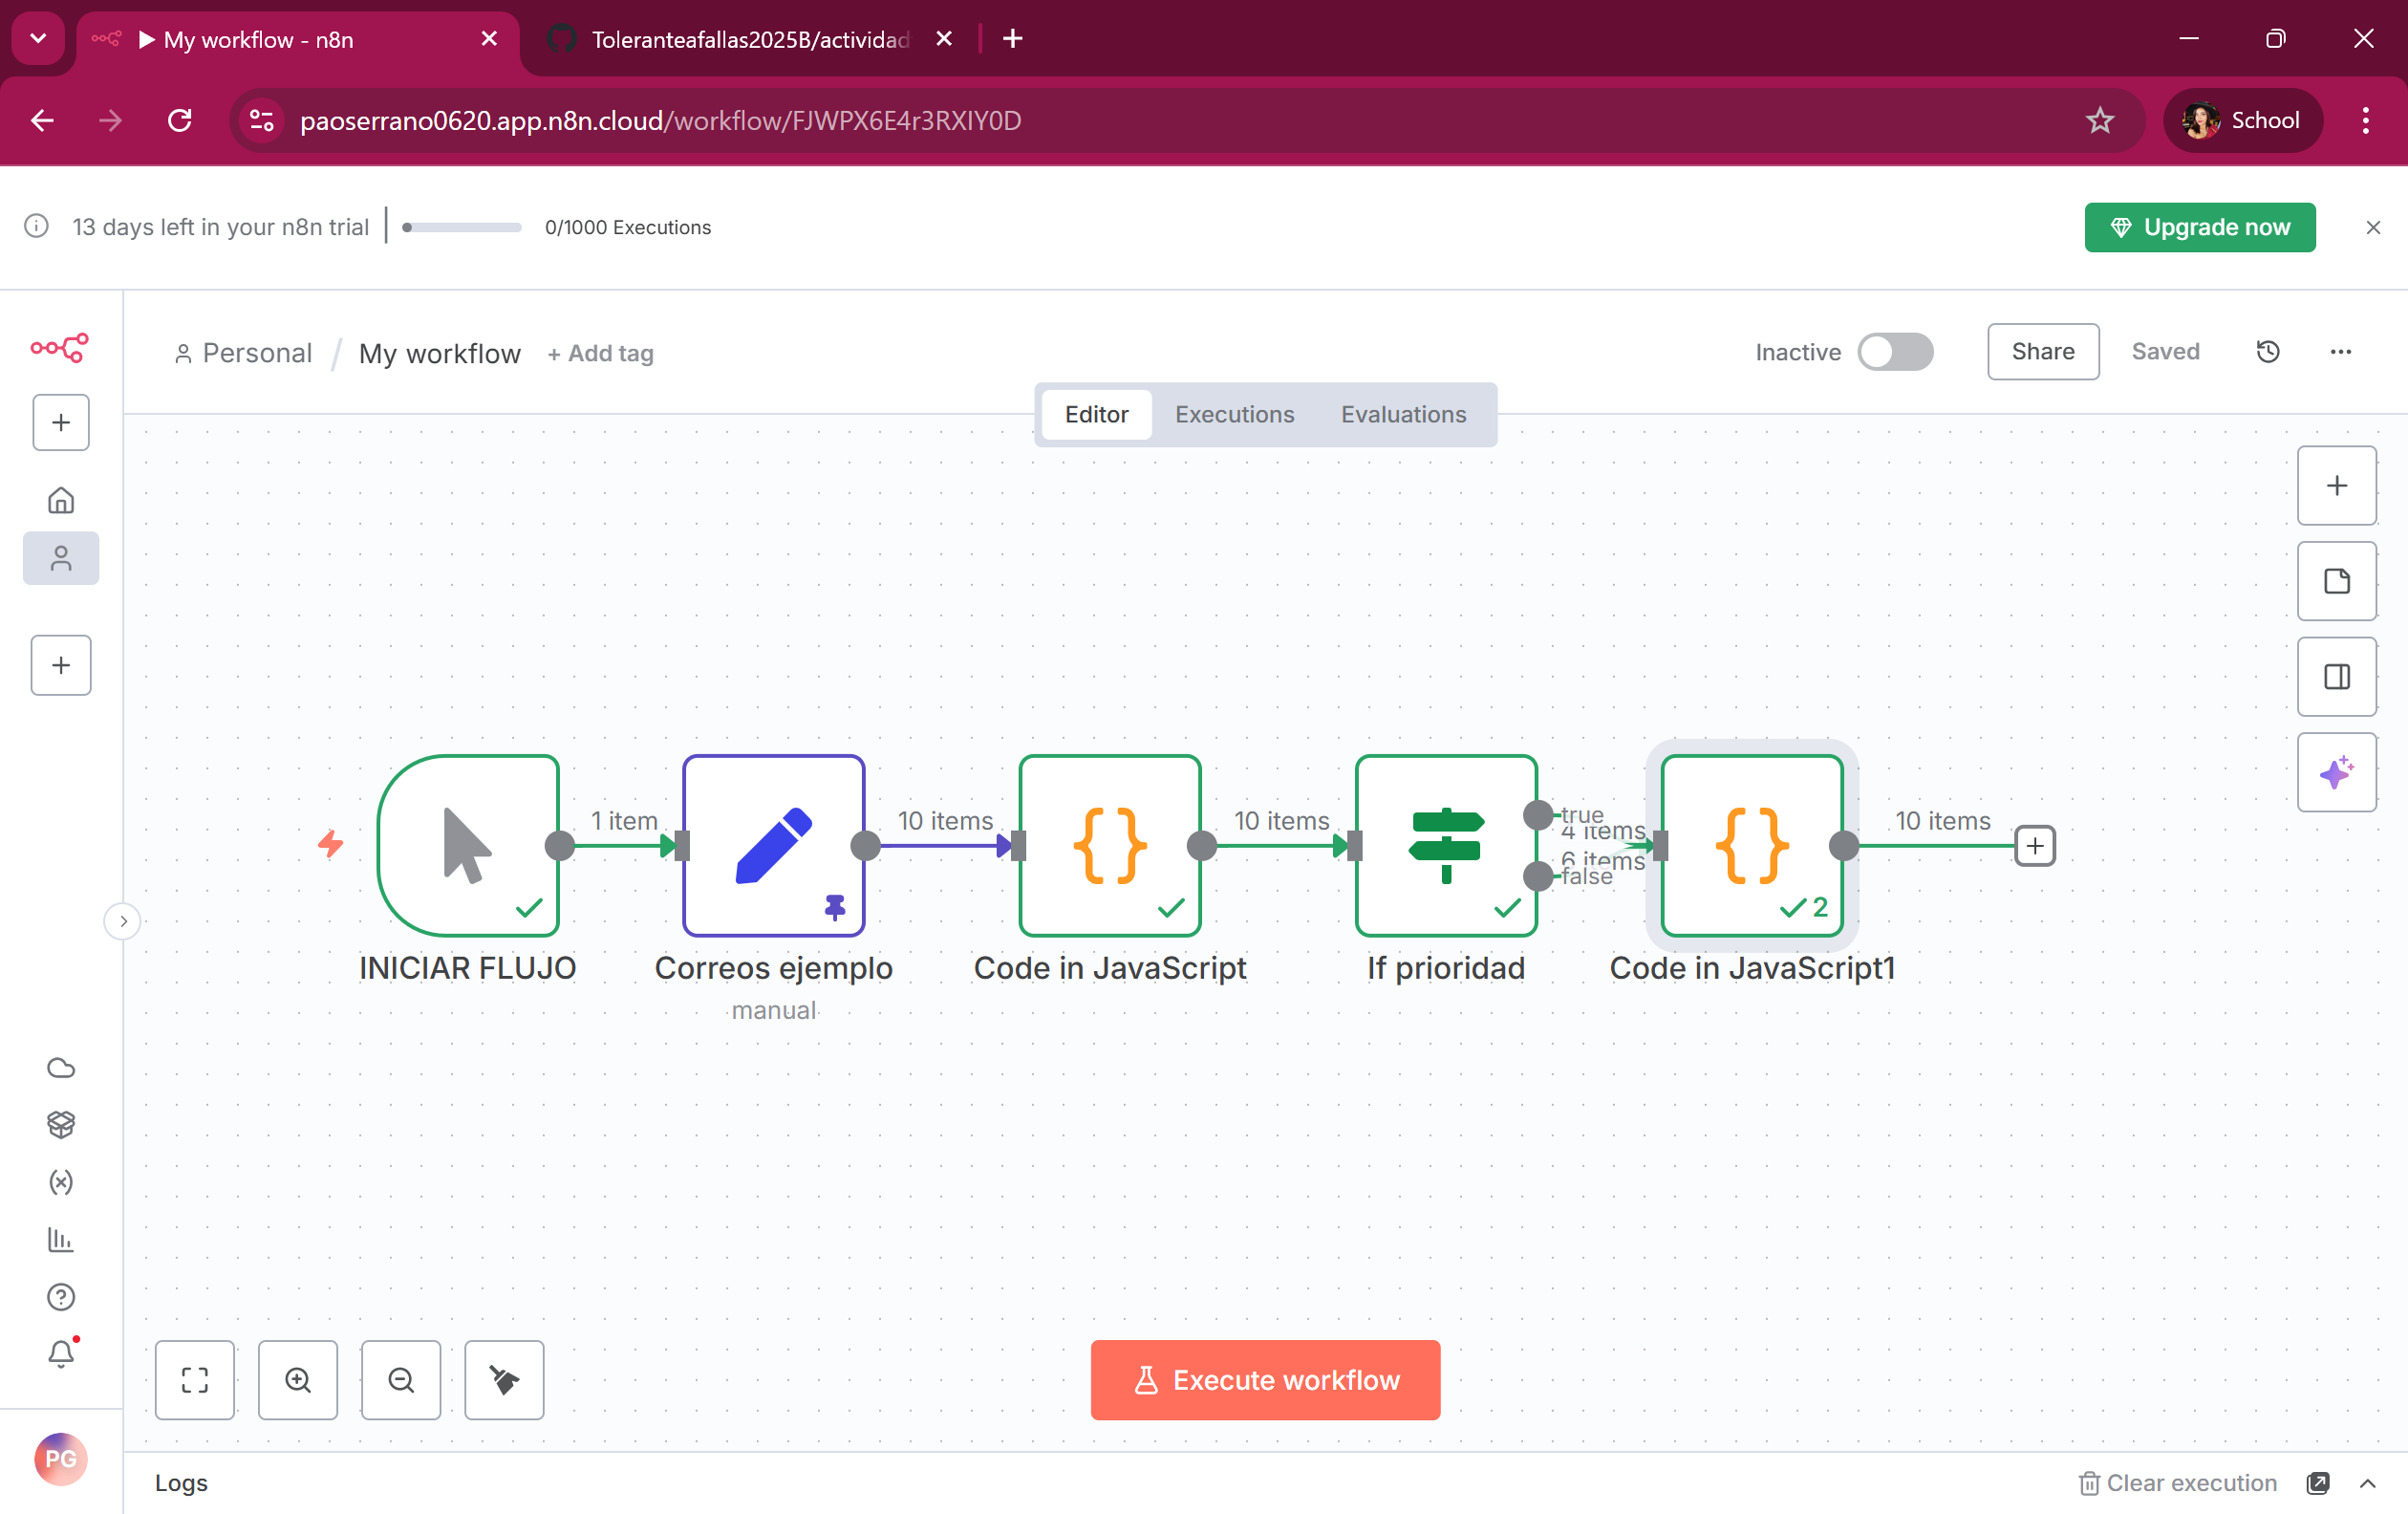 My workflow - n8n
Toleranteafallas2025B/actividad
paoserrano0620.app.n8n.cloud/workflow/FJWPX6E4r3RXIY0D
School
13 days left in your n8n trial
0/1000 Executions
Upgrade now
Personal / My workflow + Add tag
Inactive
Share
Saved
Editor
Executions
Evaluations
1 item
10 items
10 items
true
4 items
6 items
false
10 items
2
INICIAR FLUJO
Correos ejemplo
manual
Code in JavaScript
If prioridad
Code in JavaScript1
Execute workflow
PG
Logs
Clear execution